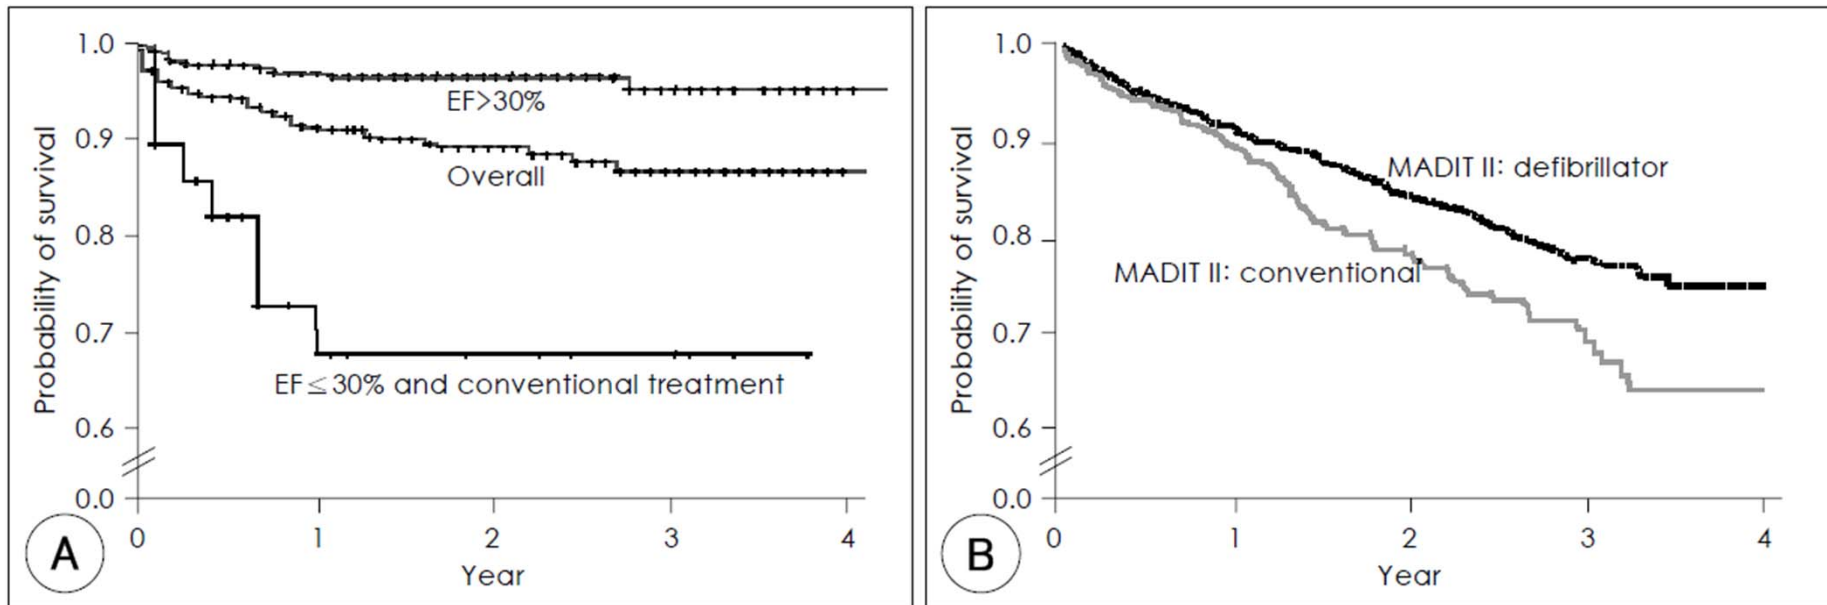 1.0
0.9
0.8
0.7
0.6
0.0
Probability of survival
EF>30%
Overall
EF≤30% and conventional treatment
0 1 2 3 4
Year
A
1.0
0.9
0.8
0.7
0.6
0.0
Probability of survival
MADIT II: defibrillator
MADIT II: conventional
0 1 2 3 4
Year
B